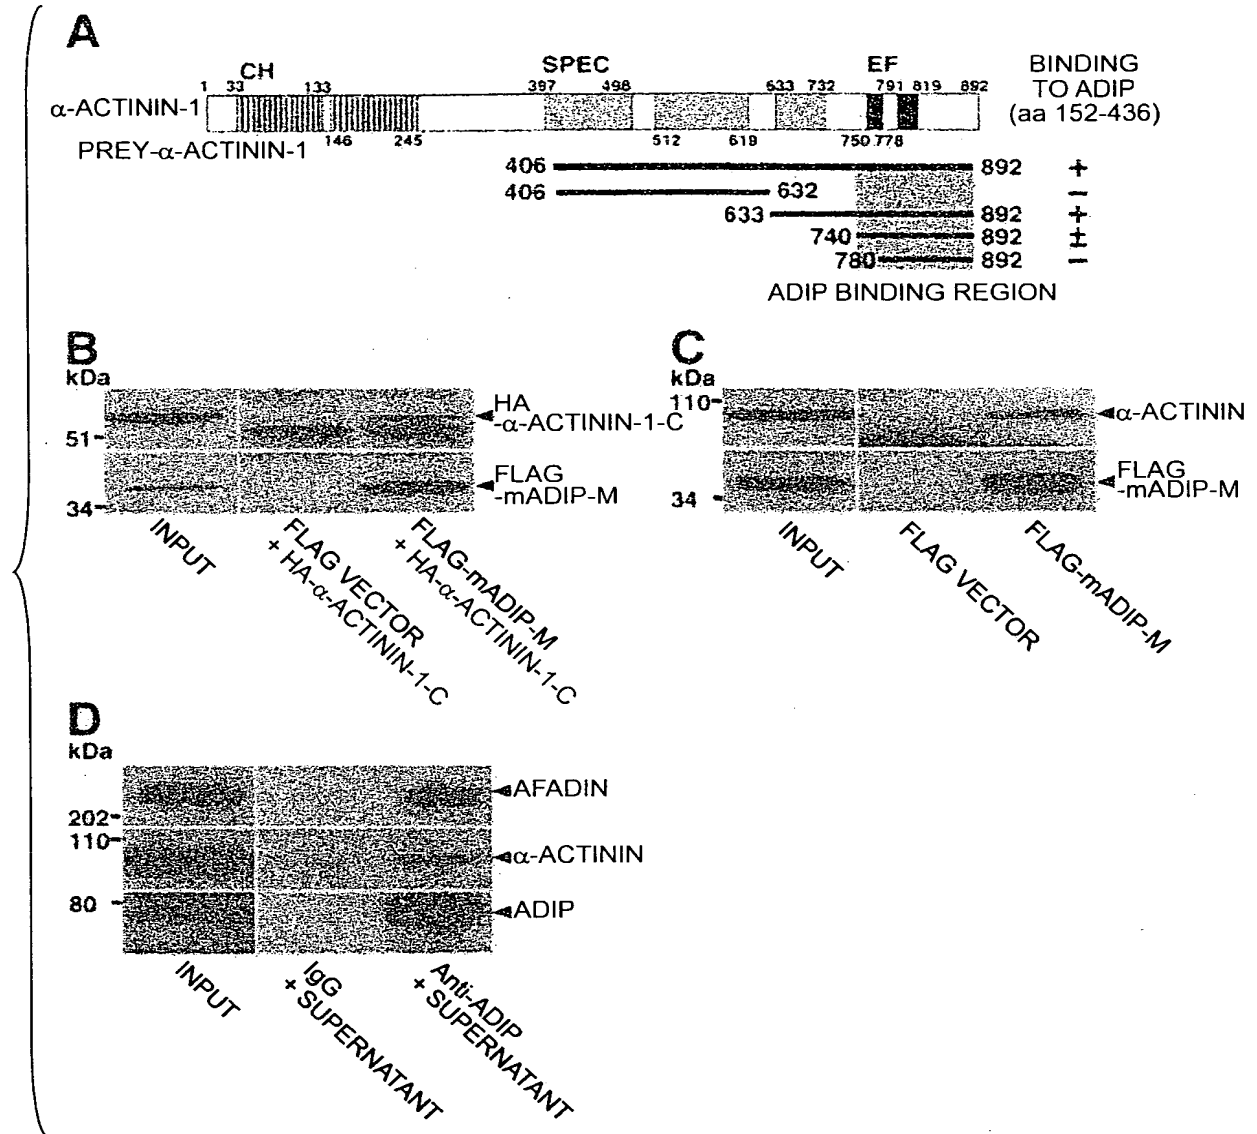 A
CH
SPEC
EF
BINDING
TO ADIP
(aa 152-436)
1 33 133 397 498 633 732 791 819 892
α-ACTININ-1
146 245 512 619 750 778
PREY-α-ACTININ-1
406 892 +
406 632 −
633 892 +
740 892 ±
780 892 −
ADIP BINDING REGION
B
kDa
HA
-α-ACTININ-1-C
51
FLAG
-mADIP-M
34
INPUT
FLAG VECTOR
+ HA-α-ACTININ-1-C
FLAG-mADIP-M
+ HA-α-ACTININ-1-C
C
kDa
110
α-ACTININ
FLAG
-mADIP-M
34
INPUT
FLAG VECTOR
FLAG-mADIP-M
D
kDa
AFADIN
202
110
α-ACTININ
80
ADIP
INPUT
IgG
+ SUPERNATANT
Anti-ADIP
+ SUPERNATANT